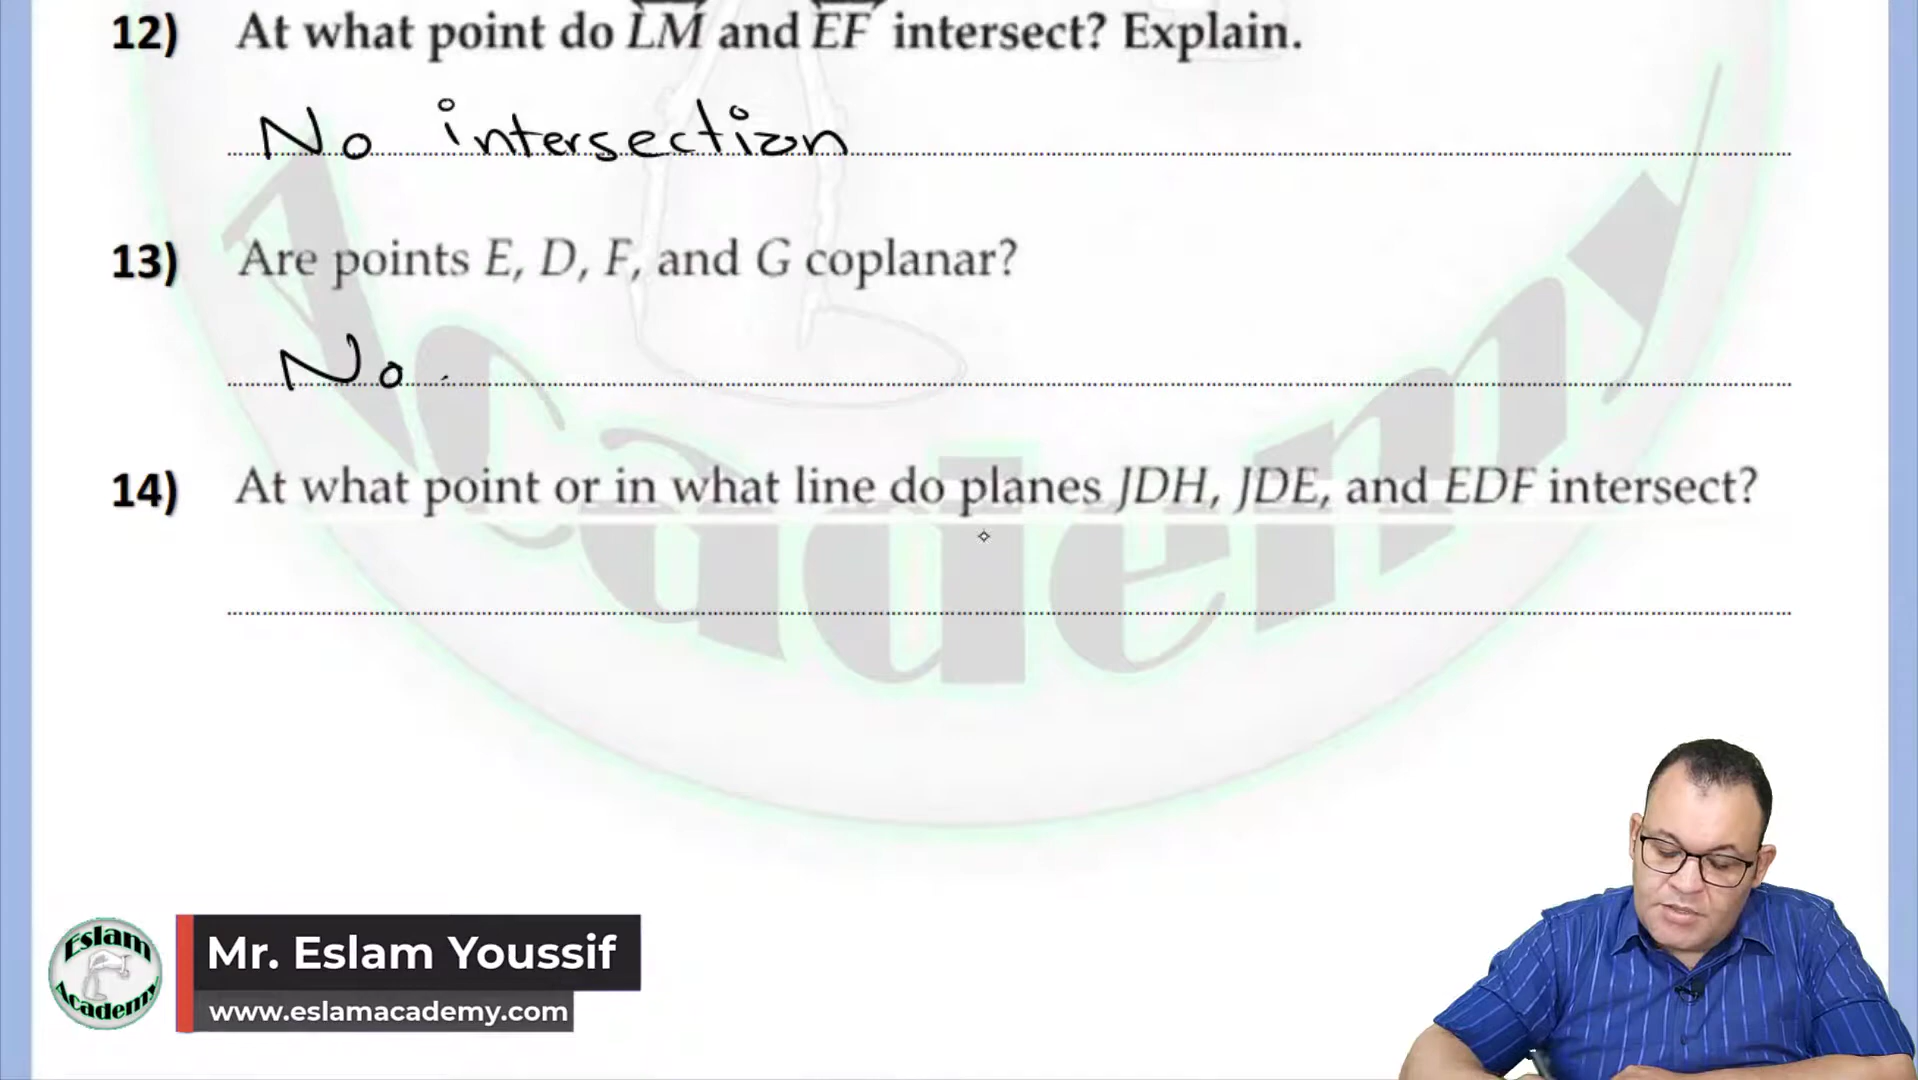 12) At what point do LM and EF intersect? Explain.
No intersection
13) Are points E, D, F, and G coplanar?
No
14) At what point or in what line do planes JDH, JDE, and EDF intersect?
Academy
Eslam
Academy
Mr. Eslam Youssif
www.eslamacademy.com